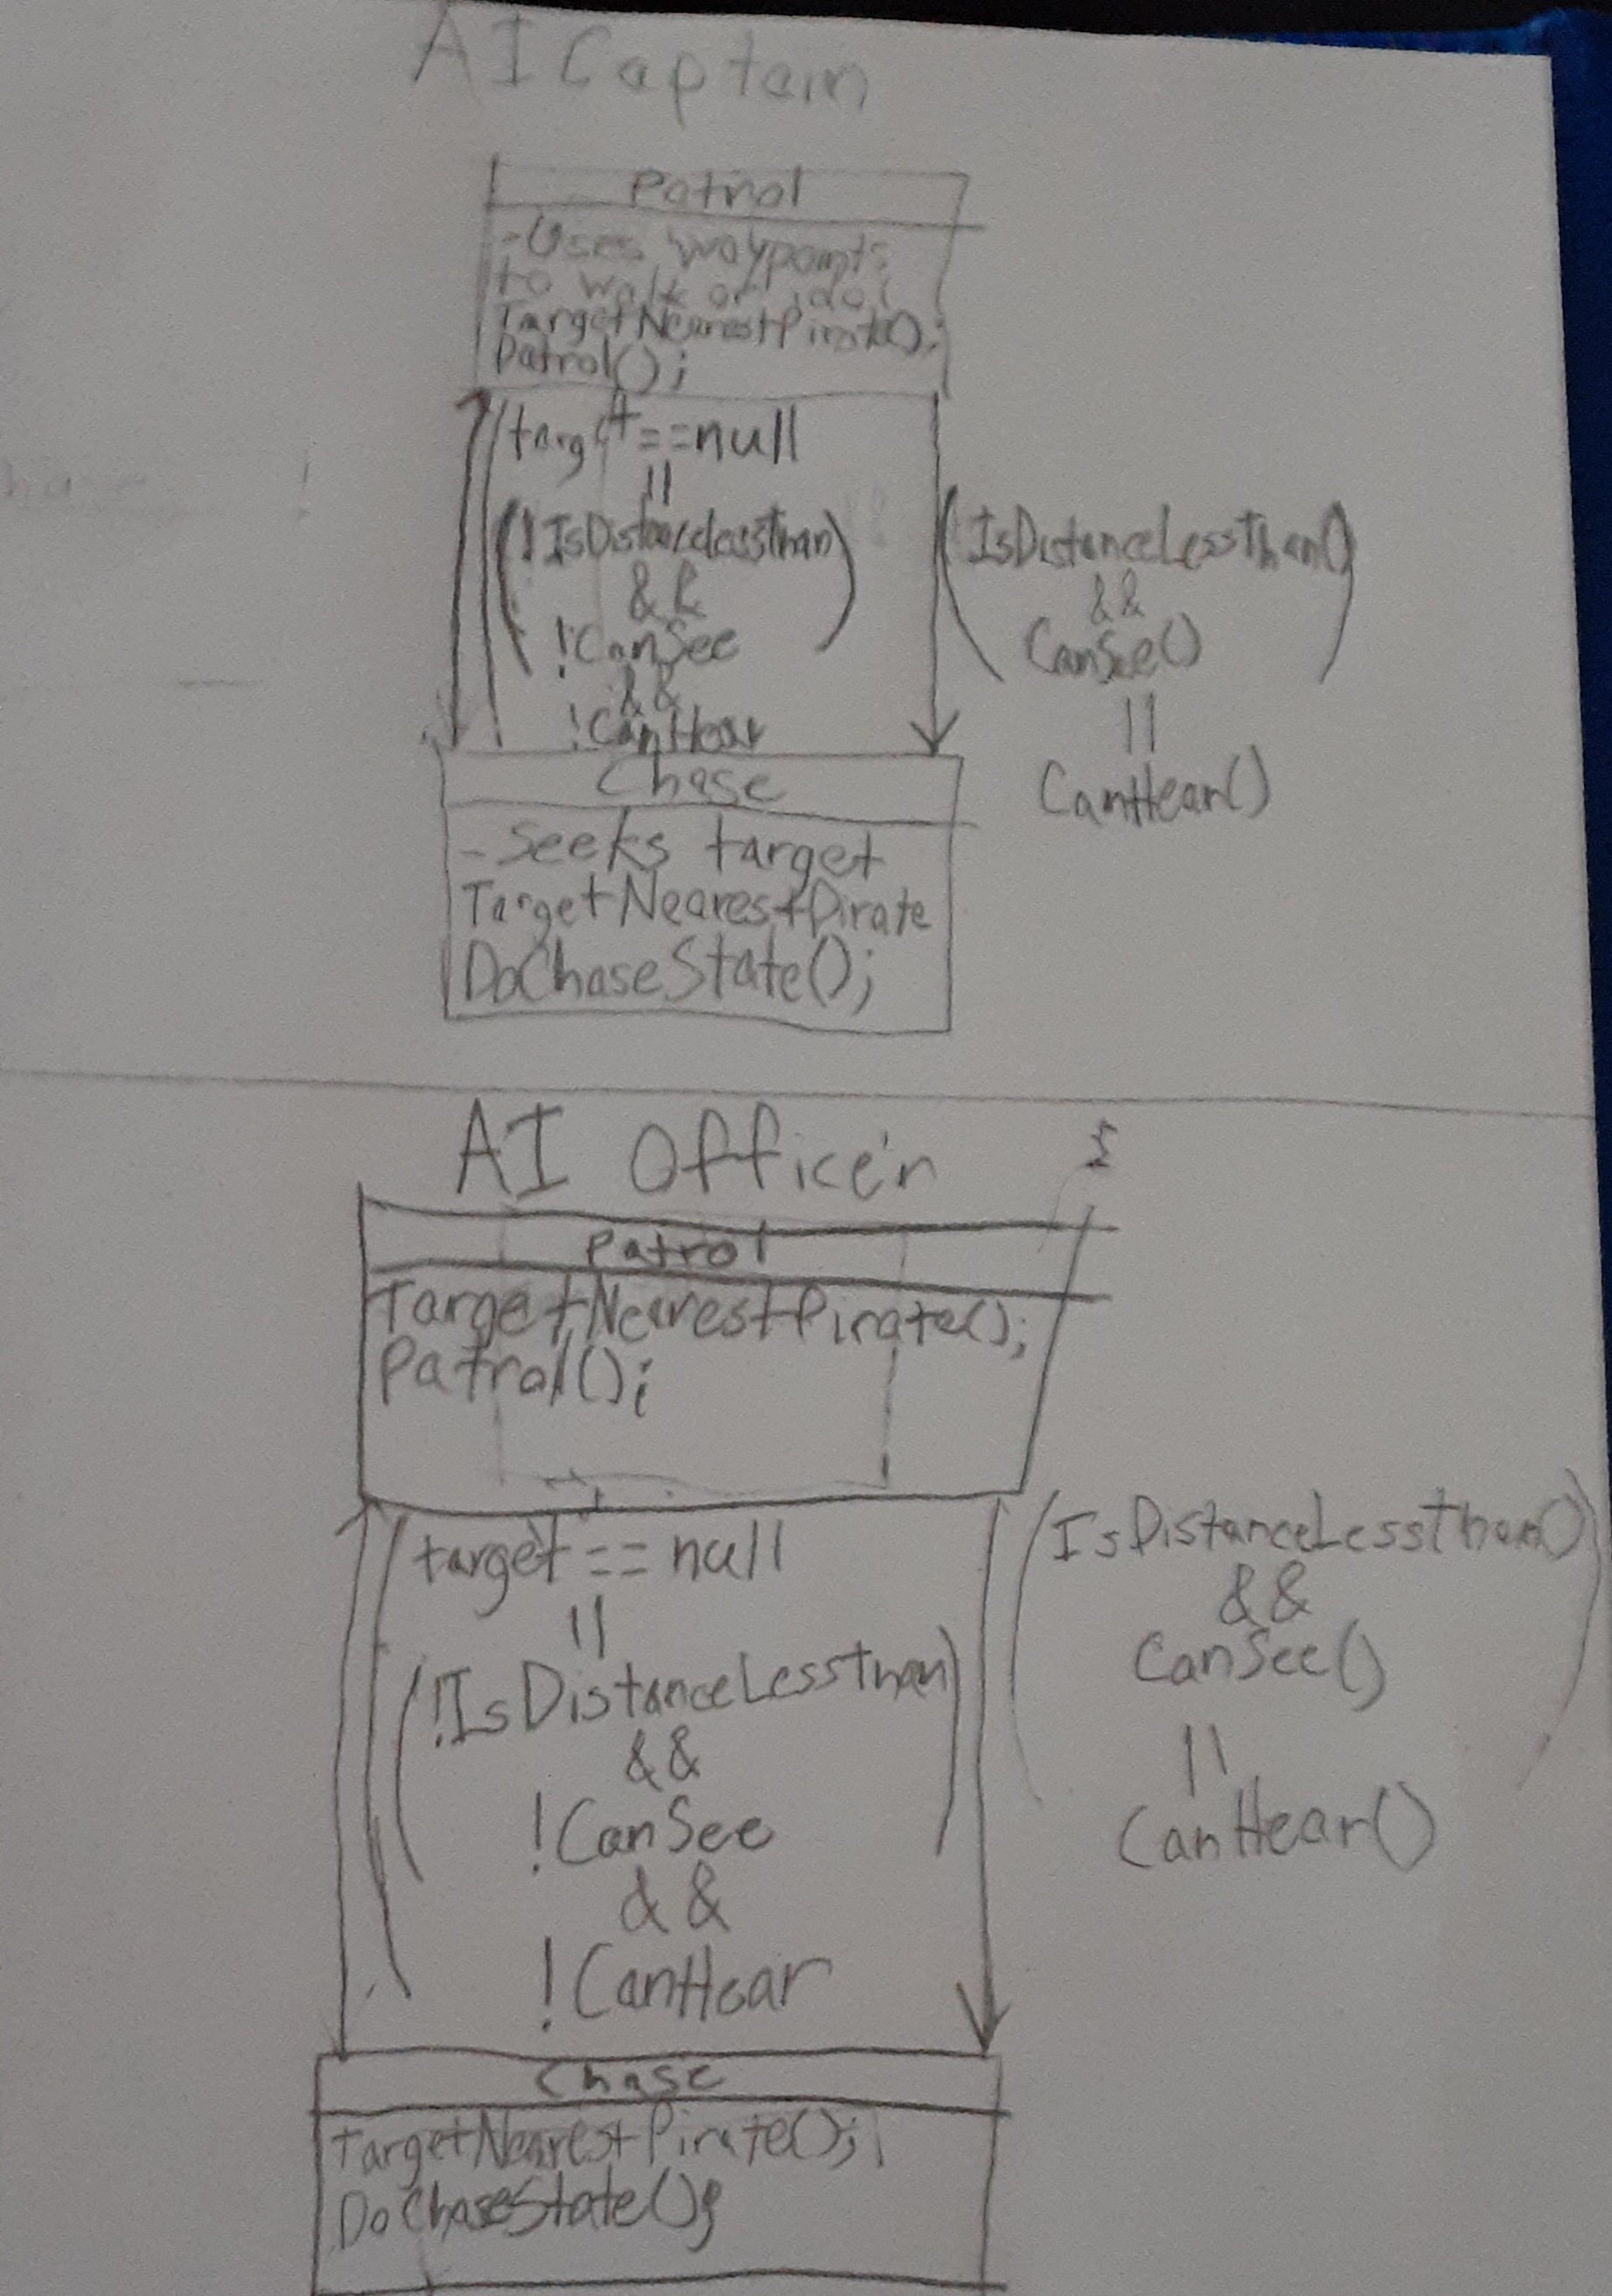 AI Captain
Patrol
-Uses waypoints
to walk or idol
TargetNearestPirate();
Patrol();
target==null
||
(!IsDistanceLessThan)
&&
!CanSee
&&
!CanHear
(IsDistanceLessThan()
&&
CanSee()
||
CanHear()
Chase
-Seeks target
TargetNearestPirate
DoChaseState();
AI Officer
Patrol
TargetNearestPirate();
Patrol();
target == null
||
(!IsDistanceLessThan)
&&
!CanSee
&&
!CanHear
(IsDistanceLessThan())
&&
CanSee()
||
CanHear()
Chase
TargetNearestPirate();
DoChaseState();